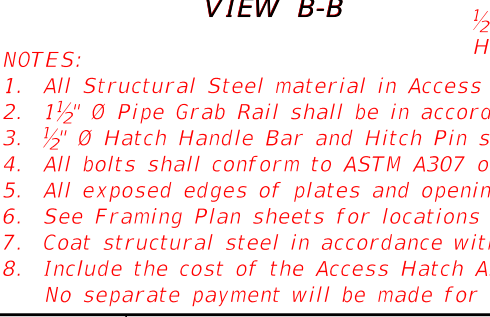 VIEW B-B
½
H
NOTES:
1. All Structural Steel material in Access
2. 1½" Ø Pipe Grab Rail shall be in accord
3. ½" Ø Hatch Handle Bar and Hitch Pin s
4. All bolts shall conform to ASTM A307 o
5. All exposed edges of plates and openin
6. See Framing Plan sheets for locations
7. Coat structural steel in accordance wit
8. Include the cost of the Access Hatch A
No separate payment will be made for